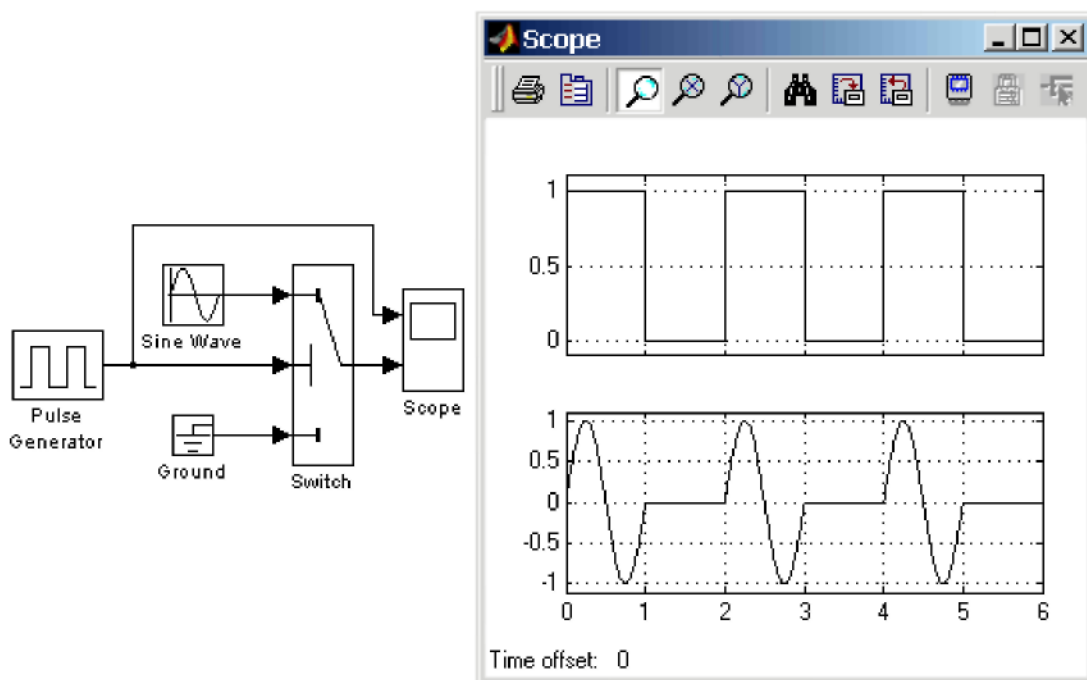 Sine Wave
Pulse
Generator
Ground
Switch
Scope
Scope
1
0.5
0
1
0.5
0
-0.5
-1
0 1 2 3 4 5 6
Time offset: 0